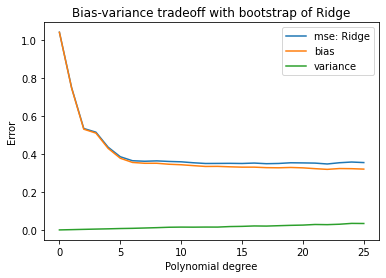 Bias-variance tradeoff with bootstrap of Ridge
mse: Ridge
bias
variance
Error
1.0
0.8
0.6
0.4
0.2
0.0
0
5
10
15
20
25
Polynomial degree